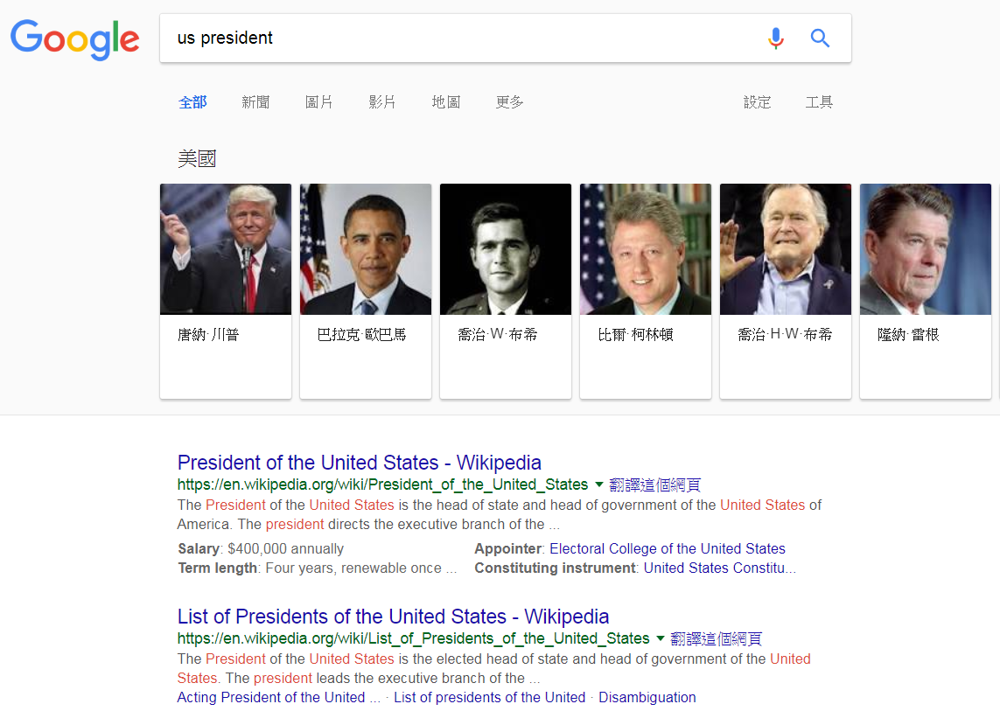 Google
us president
全部 新聞 圖片 影片 地圖 更多 設定 工具
美國
唐納·川普
巴拉克·歐巴馬
喬治·W·布希
比爾·柯林頓
喬治·H·W·布希
隆納·雷根
President of the United States - Wikipedia
https://en.wikipedia.org/wiki/President_of_the_United_States ▼ 翻譯這個網頁
The President of the United States is the head of state and head of government of the United States of
America. The president directs the executive branch of the ...
Salary: $400,000 annually
Appointer: Electoral College of the United States
Term length: Four years, renewable once ...
Constituting instrument: United States Constitu...
List of Presidents of the United States - Wikipedia
https://en.wikipedia.org/wiki/List_of_Presidents_of_the_United_States ▼ 翻譯這個網頁
The President of the United States is the elected head of state and head of government of the United
States. The president leads the executive branch of the ...
Acting President of the United ... · List of presidents of the United · Disambiguation